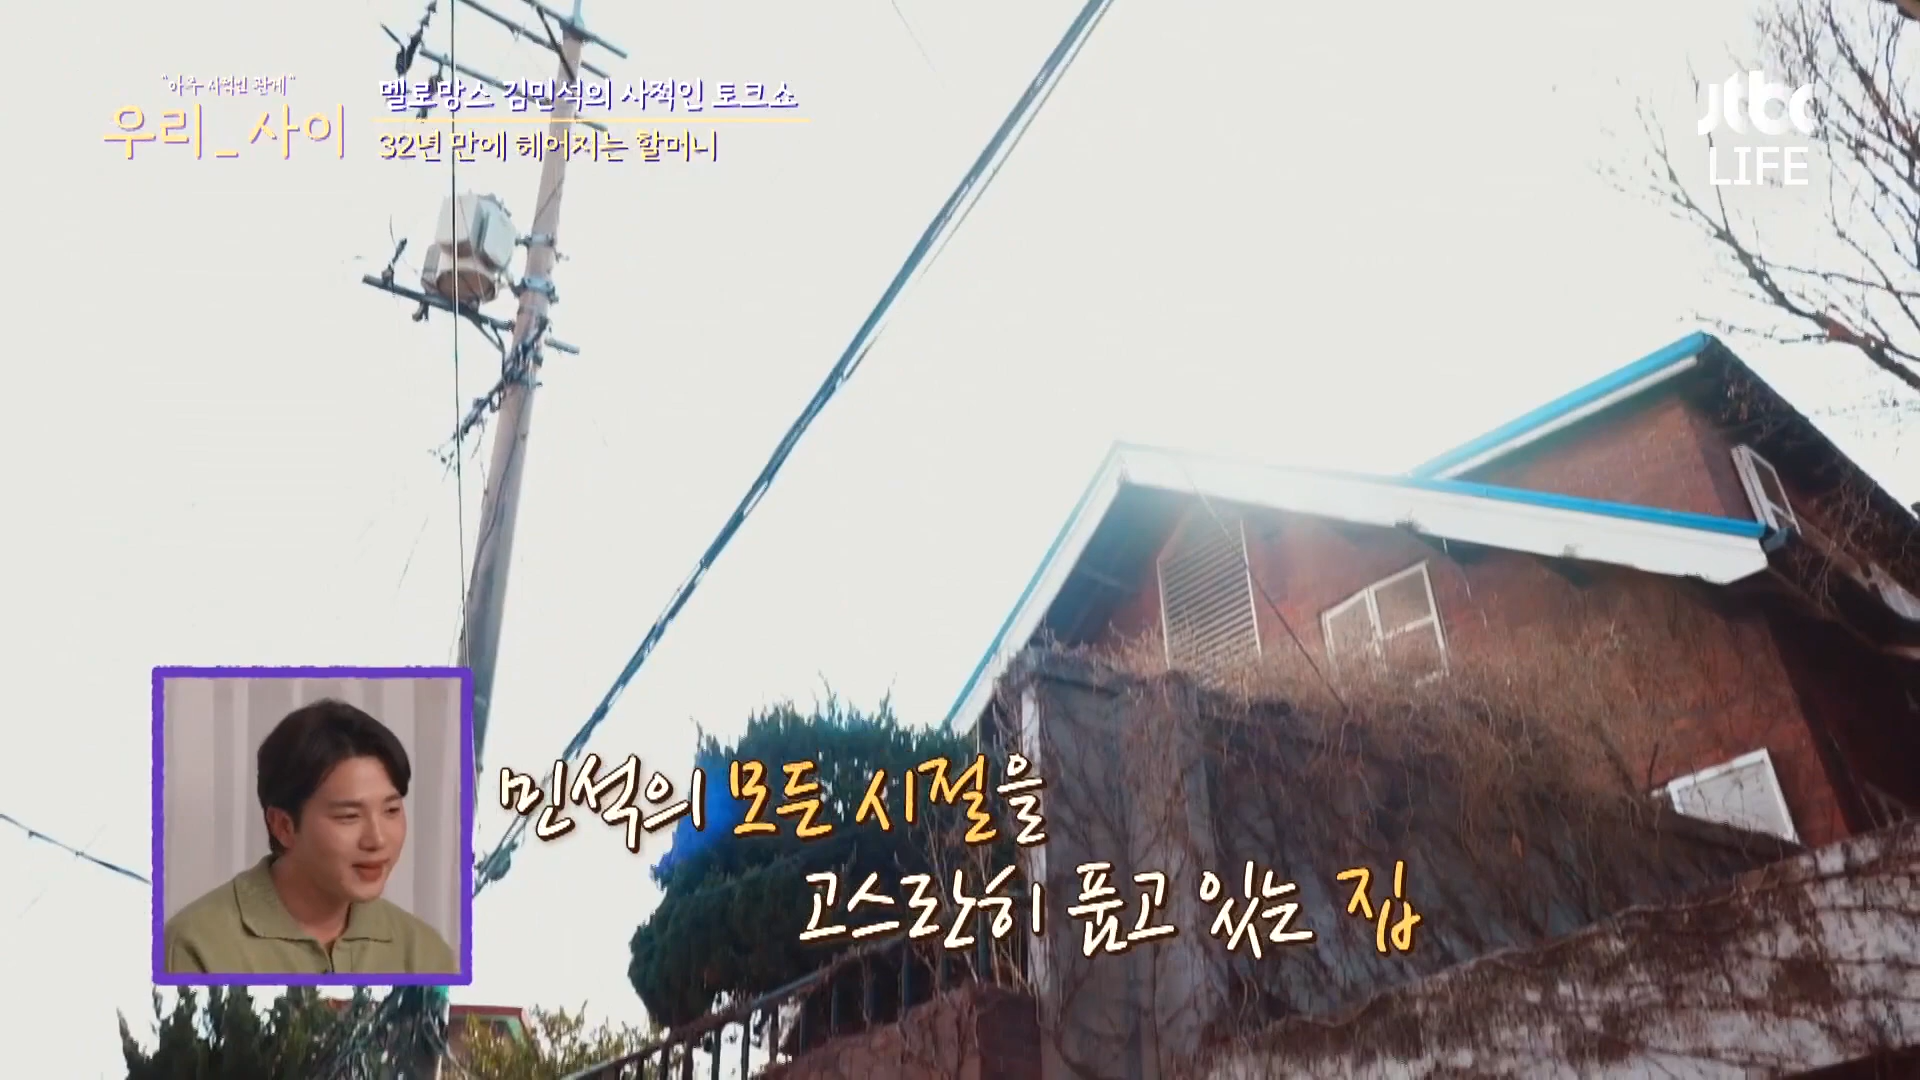 "아주 사적인 관계"
우리_사이
멜로망스 김민석의 사적인 토크쇼
32년 만에 헤어지는 할머니
jtbc
LIFE
민석의 모든 시절을
고스란히 품고 있는 집